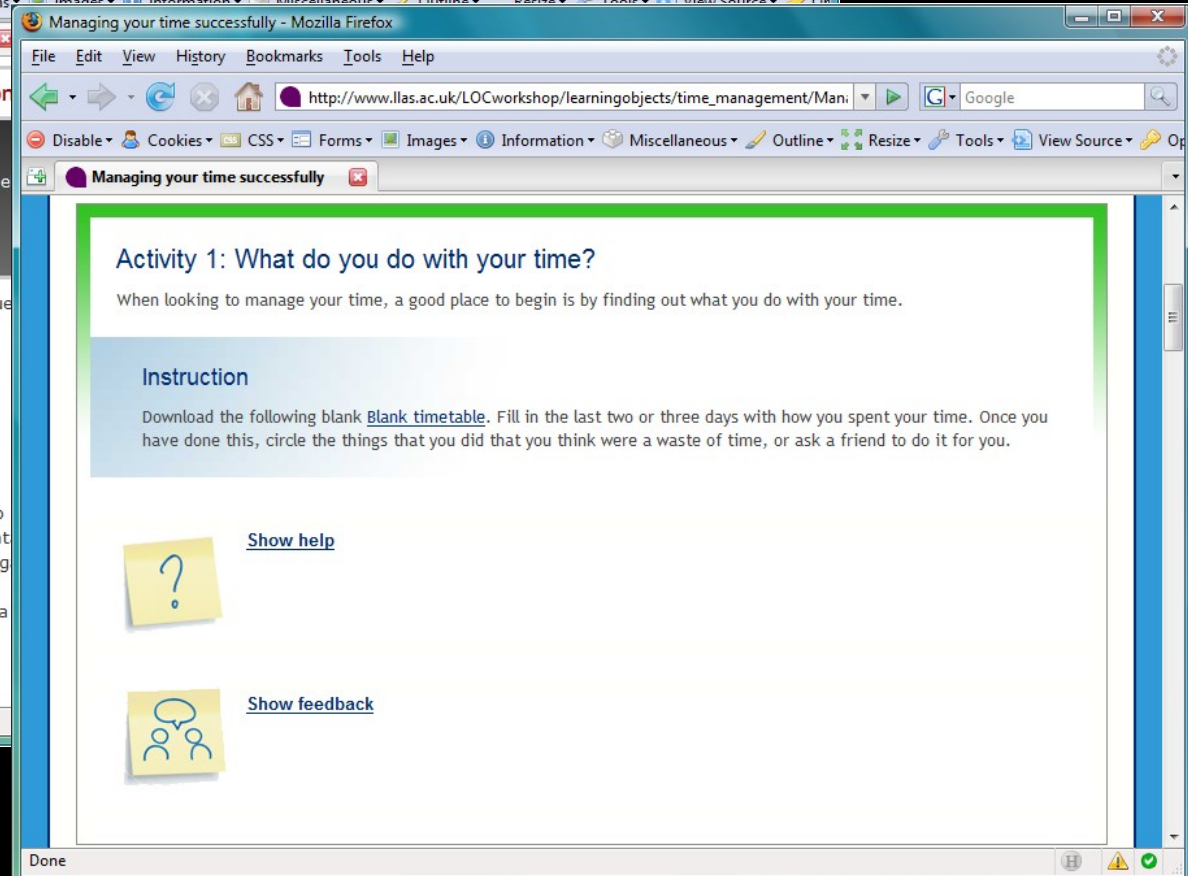 Managing your time successfully - Mozilla Firefox
File Edit View History Bookmarks Tools Help
http://www.llas.ac.uk/LOCworkshop/learningobjects/time_management/Man G Google
Disable Cookies CSS Forms Images Information Miscellaneous Outline Resize Tools View Source Op
Managing your time successfully
Activity 1: What do you do with your time?
When looking to manage your time, a good place to begin is by finding out what you do with your time.
Instruction
Download the following blank Blank timetable. Fill in the last two or three days with how you spent your time. Once you
have done this, circle the things that you did that you think were a waste of time, or ask a friend to do it for you.
?
Show help
Show feedback
Done
H